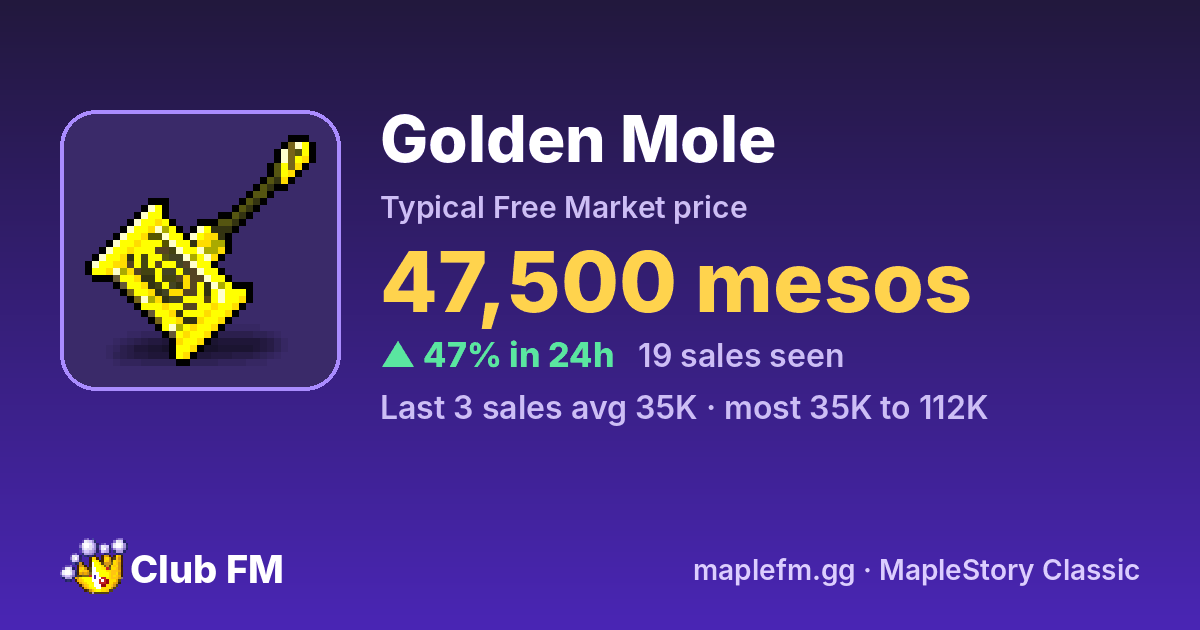 Golden Mole
Typical Free Market price
47,500 mesos
▲ 47% in 24h 19 sales seen
Last 3 sales avg 35K · most 35K to 112K
Club FM
maplefm.gg · MapleStory Classic